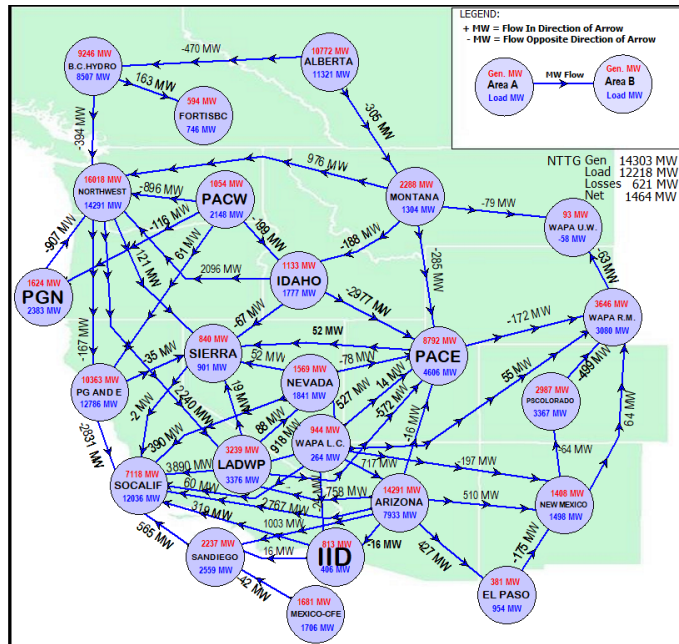 LEGEND:
+ MW = Flow In Direction of Arrow
- MW = Flow Opposite Direction of Arrow
Gen. MW
Area A
Load MW
MW Flow
Gen. MW
Area B
Load MW
NTTG Gen 14303 MW
Load 12218 MW
Losses 621 MW
Net 1464 MW
9246 MW
B.C.HYDRO
8507 MW
-470 MW
10772 MW
ALBERTA
11321 MW
163 MW
594 MW
FORTISBC
746 MW
-305 MW
-394 MW
976 MW
16018 MW
NORTHWEST
14291 MW
-896 MW
1054 MW
PACW
2148 MW
2288 MW
MONTANA
1304 MW
-79 MW
93 MW
WAPA U.W.
-58 MW
-116 MW
-199 MW
-188 MW
-907 MW
61 MW
121 MW
-285 MW
-63 MW
2096 MW
1133 MW
IDAHO
1777 MW
-2977 MW
1624 MW
PGN
2383 MW
-67 MW
-172 MW
3646 MW
WAPA R.M.
3080 MW
-167 MW
52 MW
840 MW
SIERRA
901 MW
8792 MW
PACE
4606 MW
-35 MW
52 MW
-78 MW
55 MW
-499 MW
10363 MW
PG AND E
12786 MW
1569 MW
NEVADA
1841 MW
2987 MW
PSCOLORADO
3367 MW
-2 MW
2240 MW
19 MW
527 MW
14 MW
-572 MW
64 MW
-2831 MW
390 MW
88 MW
918 MW
944 MW
WAPA L.C.
264 MW
-16 MW
-64 MW
7118 MW
SOCALIF
12036 MW
3890 MW
3239 MW
LADWP
3376 MW
717 MW
-197 MW
60 MW
2767 MW
758 MW
14291 MW
ARIZONA
7933 MW
510 MW
1408 MW
NEW MEXICO
1498 MW
319 MW
565 MW
1003 MW
2237 MW
SANDIEGO
2559 MW
16 MW
813 MW
IID
406 MW
-16 MW
427 MW
-175 MW
-42 MW
381 MW
EL PASO
954 MW
1681 MW
MEXICO-CFE
1706 MW